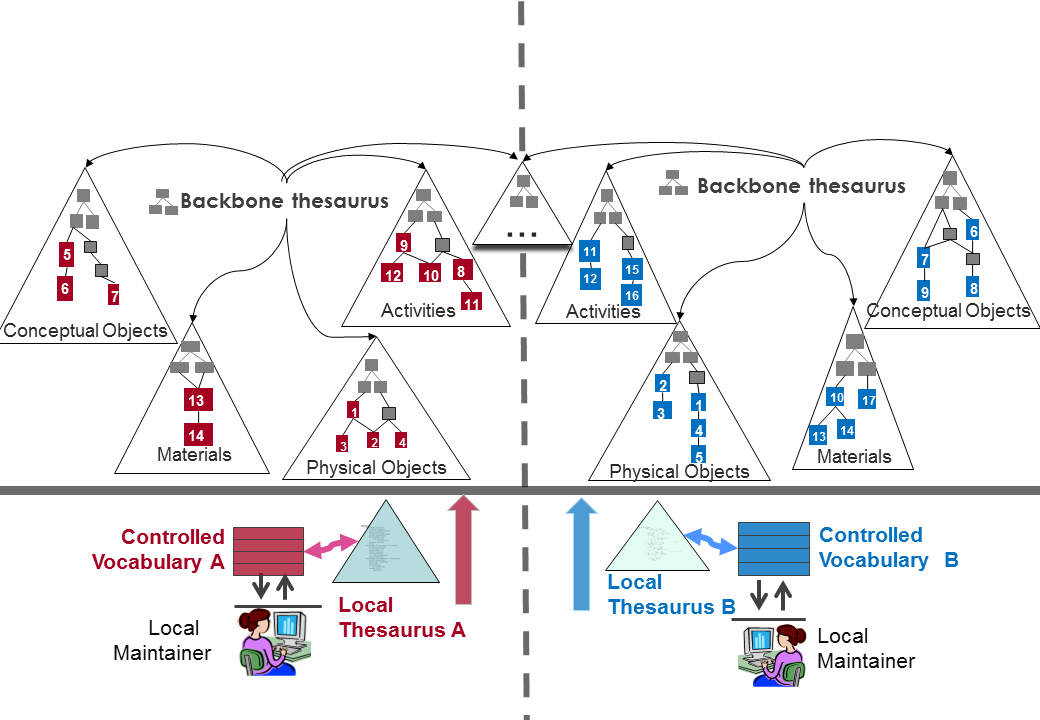 Backbone thesaurus
Backbone thesaurus
5
6
7
Conceptual Objects
9
12
10
8
11
Activities
...
11
12
15
16
Activities
6
7
9
8
Conceptual Objects
13
14
Materials
1
3
2
4
Physical Objects
2
3
1
4
5
Physical Objects
10
17
13
14
Materials
Controlled
Vocabulary A
Local
Thesaurus A
Local
Maintainer
Local
Thesaurus B
Controlled
Vocabulary B
Local
Maintainer